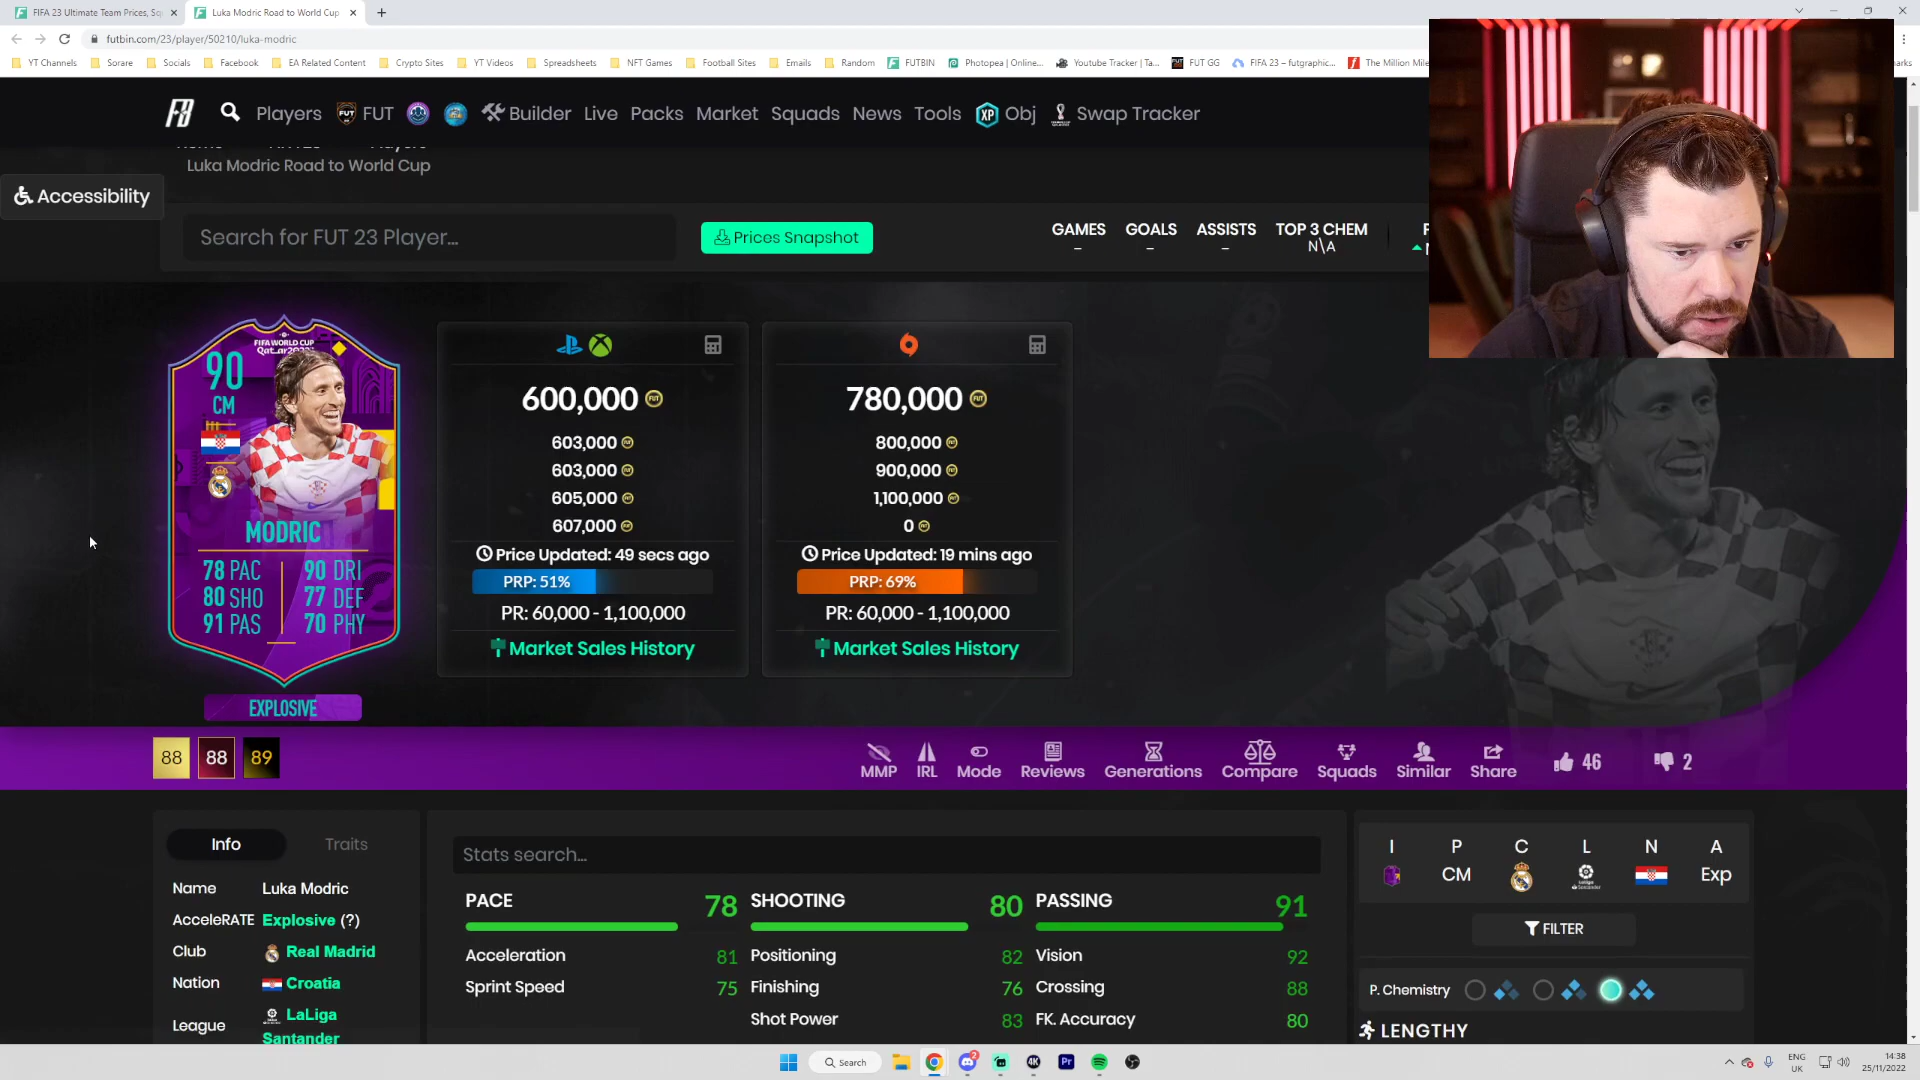 FIFA 23 Ultimate Team Prices, Sq
Luka Modric Road to World Cup
futbin.com/23/player/50210/luka-modric
YT Channels Sorare Socials Facebook EA Related Content Crypto Sites YT Videos Spreadsheets NFT Games Football Sites Emails Random FUTBIN Photopea | Online... Youtube Tracker | Ta... FUT GG FIFA 23 – futgraphic... The Million Mile
Players FUT Builder Live Packs Market Squads News Tools XP Obj Swap Tracker
Luka Modric Road to World Cup
Accessibility
Search for FUT 23 Player...
Prices Snapshot
GAMES GOALS ASSISTS TOP 3 CHEM
– – – N\A
FIFA WORLD CUP
Qatar2022
90
CM
MODRIC
78 PAC 90 DRI
80 SHO 77 DEF
91 PAS 70 PHY
EXPLOSIVE
600,000
603,000
603,000
605,000
607,000
Price Updated: 49 secs ago
PRP: 51%
PR: 60,000 - 1,100,000
Market Sales History
780,000
800,000
900,000
1,100,000
0
Price Updated: 19 mins ago
PRP: 69%
PR: 60,000 - 1,100,000
Market Sales History
88 88 89
MMP IRL Mode Reviews Generations Compare Squads Similar Share 46 2
Info Traits
Name Luka Modric
AcceleRATE Explosive (?)
Club Real Madrid
Nation Croatia
League LaLiga
Santander
Stats search...
PACE 78
Acceleration 81
Sprint Speed 75
SHOOTING 80
Positioning 82
Finishing 76
Shot Power 83
PASSING 91
Vision 92
Crossing 88
FK. Accuracy 80
I P C L N A
CM Exp
FILTER
P. Chemistry
LENGTHY
Search
ENG
UK
14:38
25/11/2022